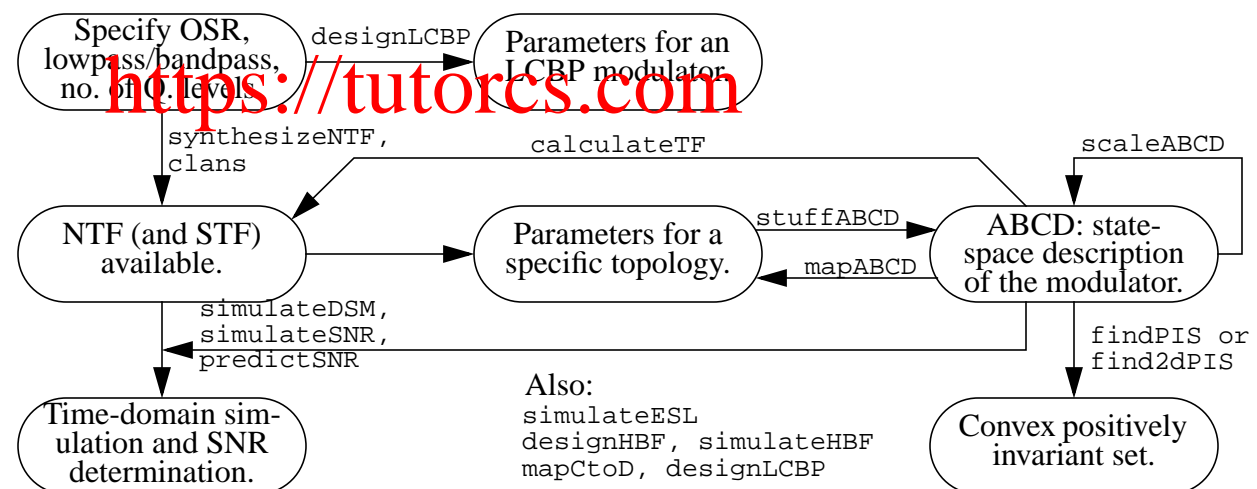 Specify OSR,
lowpass/bandpass,
no. of Q. levels
designLCBP
Parameters for an
LCBP modulator.
https://tutorcs.com
synthesizeNTF,
clans
calculateTF
scaleABCD
NTF (and STF)
available.
Parameters for a
specific topology.
stuffABCD
mapABCD
ABCD: state-
space description
of the modulator.
simulateDSM,
simulateSNR,
predictSNR
findPIS or
find2dPIS
Time-domain sim-
ulation and SNR
determination.
Also:
simulateESL
designHBF, simulateHBF
mapCtoD, designLCBP
Convex positively
invariant set.